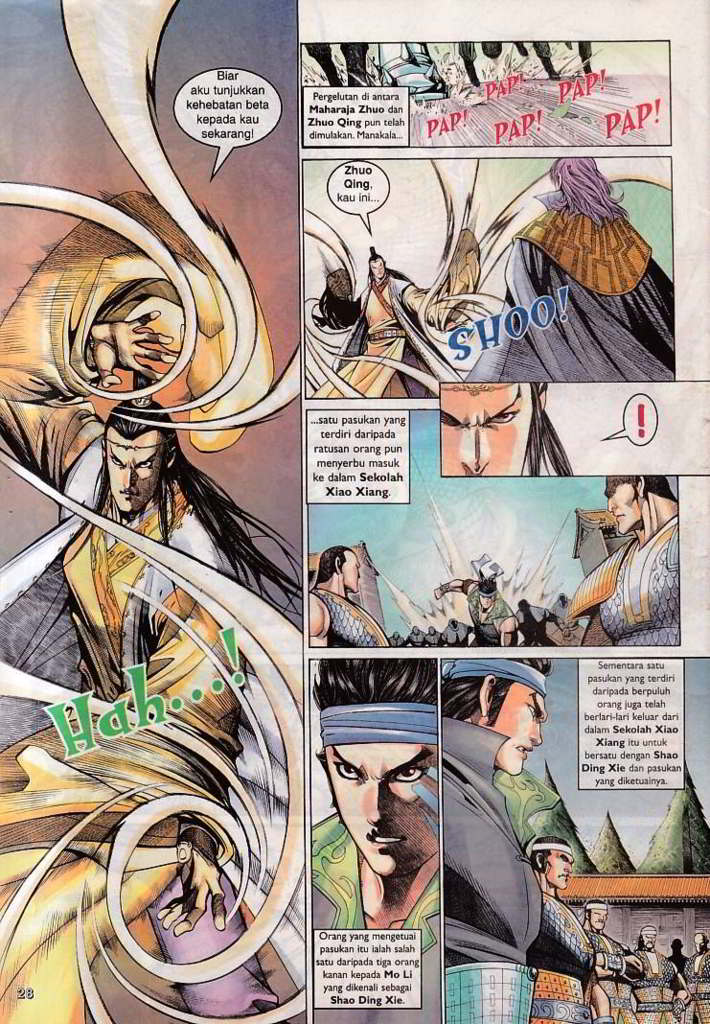 Biar
aku tunjukkan
kehebatan beta
kepada kau
sekarang!
Hah...!
Pergelutan di antara
Maharaja Zhuo dan
Zhuo Qing pun telah
dimulakan. Manakala...
PAP!
PAP!
PAP!
PAP!
PAP!
Zhuo
Qing,
kau ini...
SHOO!
!
...satu pasukan yang
terdiri daripada
ratusan orang pun
menyerbu masuk
ke dalam Sekolah
Xiao Xiang.
Orang yang mengetuai
pasukan itu ialah salah
satu daripada tiga orang
kanan kepada Mo Li
yang dikenali sebagai
Shao Ding Xie.
Sementara satu
pasukan yang terdiri
daripada berpuluh
orang juga telah
berlari-lari keluar dari
dalam Sekolah Xiao
Xiang itu untuk
bersatu dengan Shao
Ding Xie dan pasukan
yang diketuainya.
28